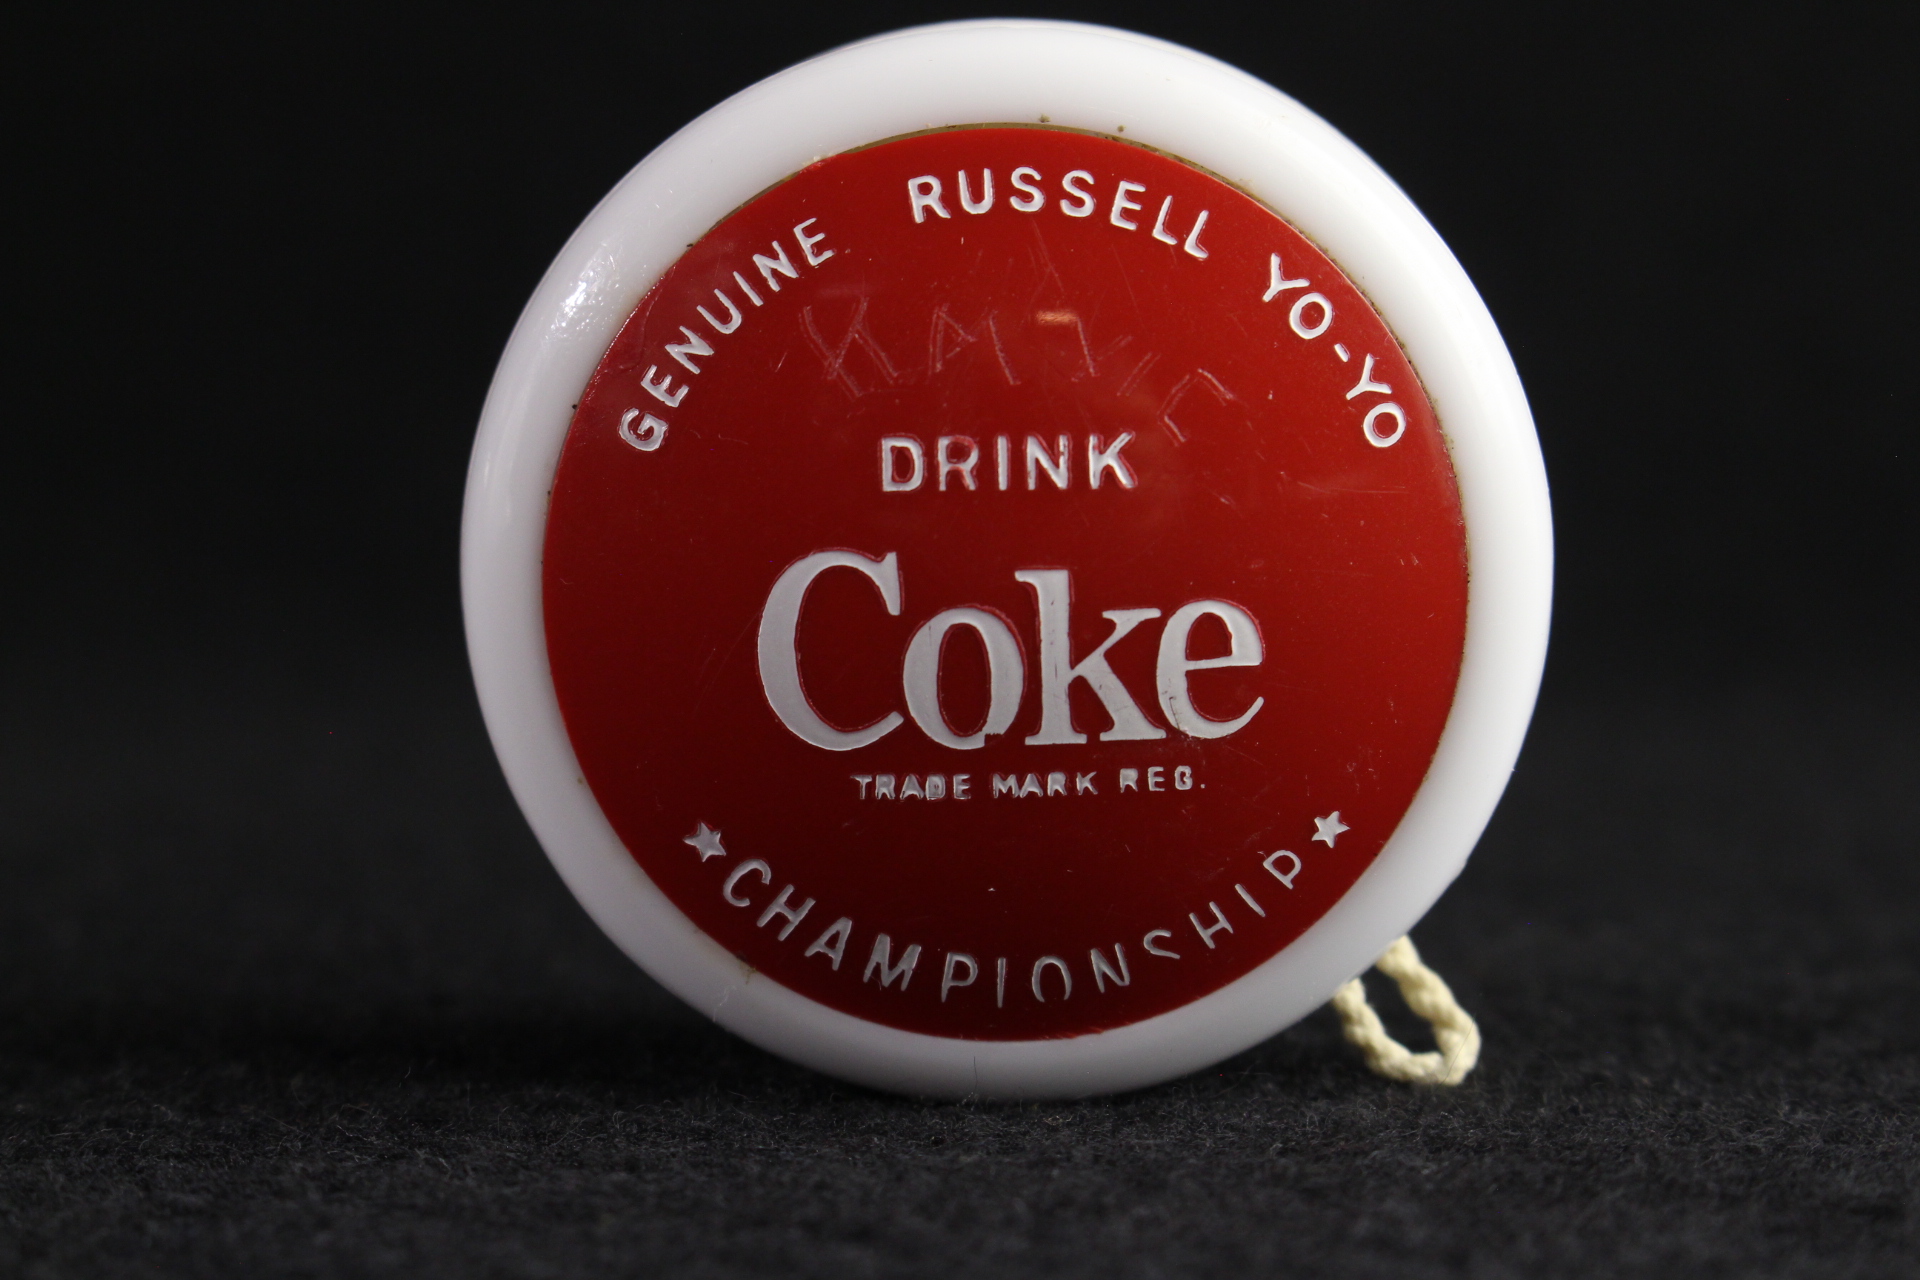 GENUINE RUSSELL YO-YO
DRINK
Coke
TRADE MARK REG.
★CHAMPIONSHIP★